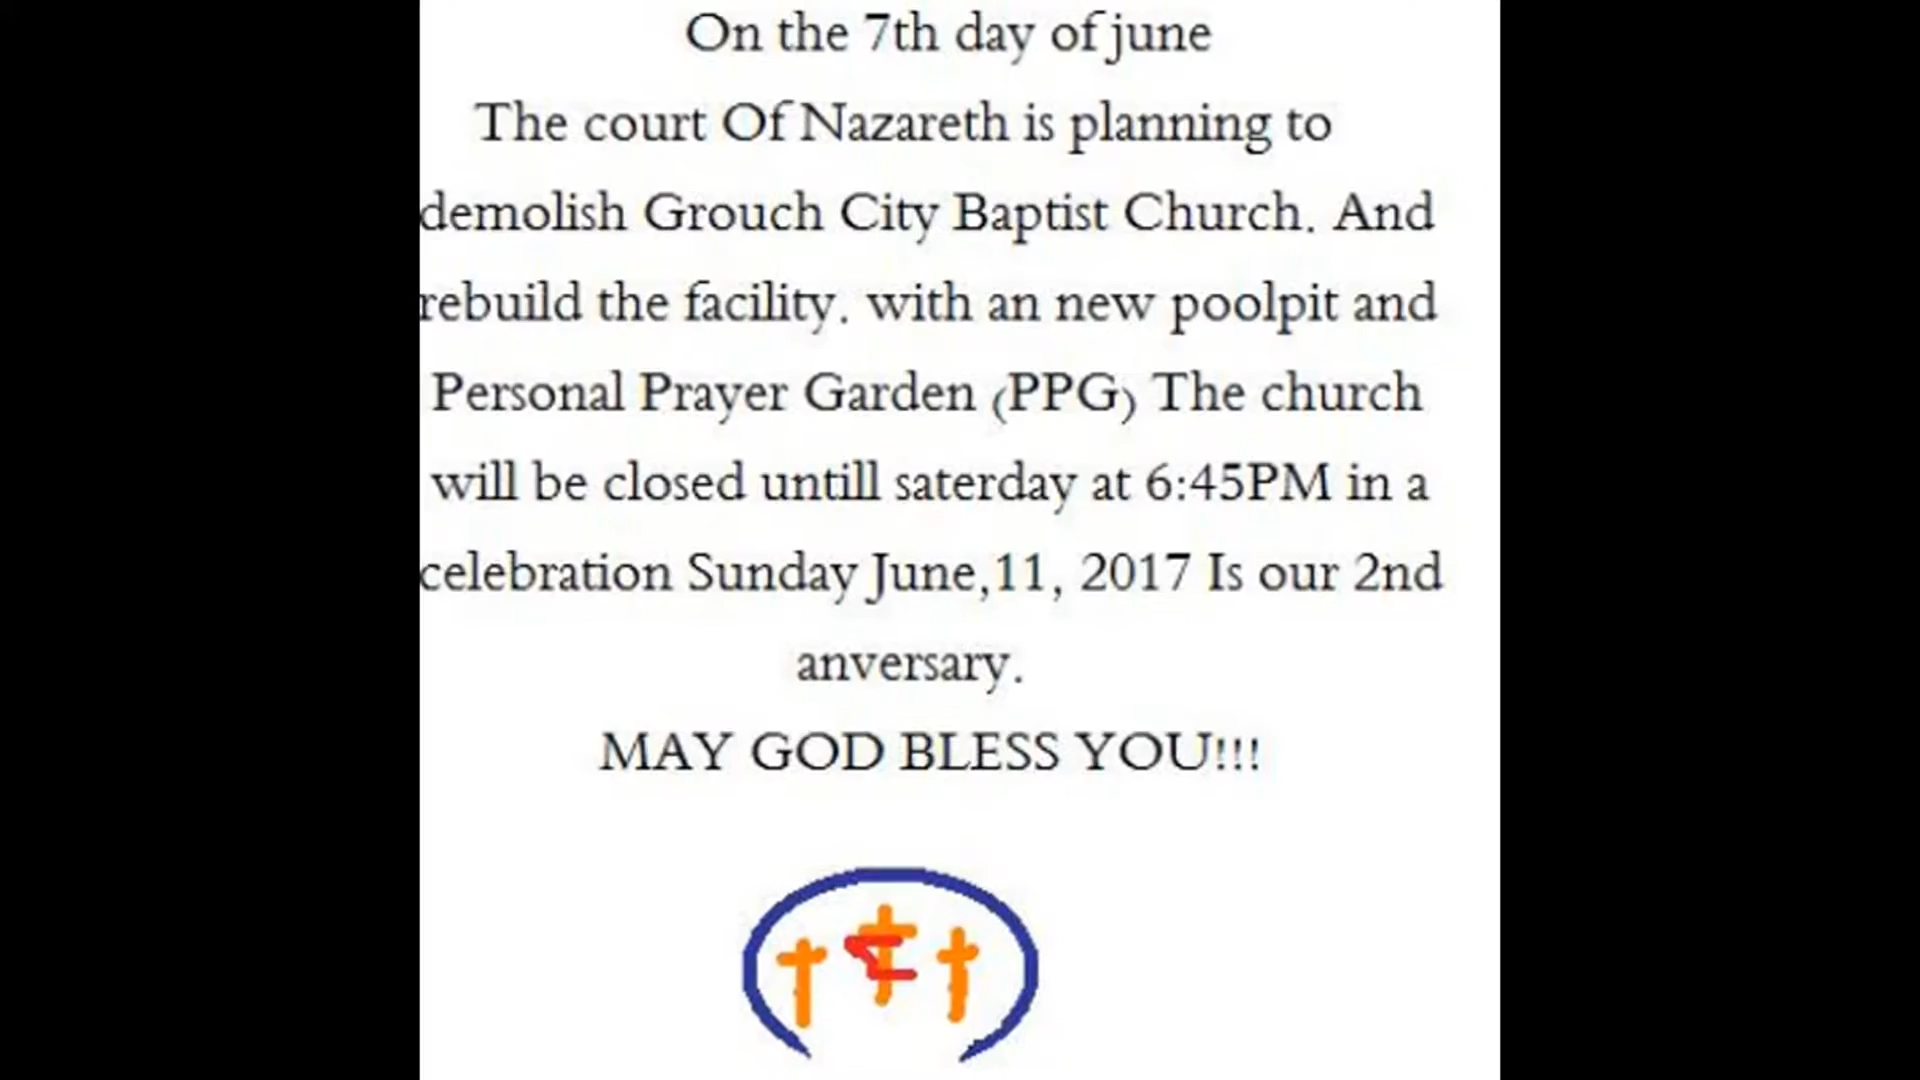 On the 7th day of june
The court Of Nazareth is planning to
demolish Grouch City Baptist Church. And
rebuild the facility. with an new poolpit and
Personal Prayer Garden (PPG) The church
will be closed untill saterday at 6:45PM in a
celebration Sunday June,11, 2017 Is our 2nd
anversary.
MAY GOD BLESS YOU!!!